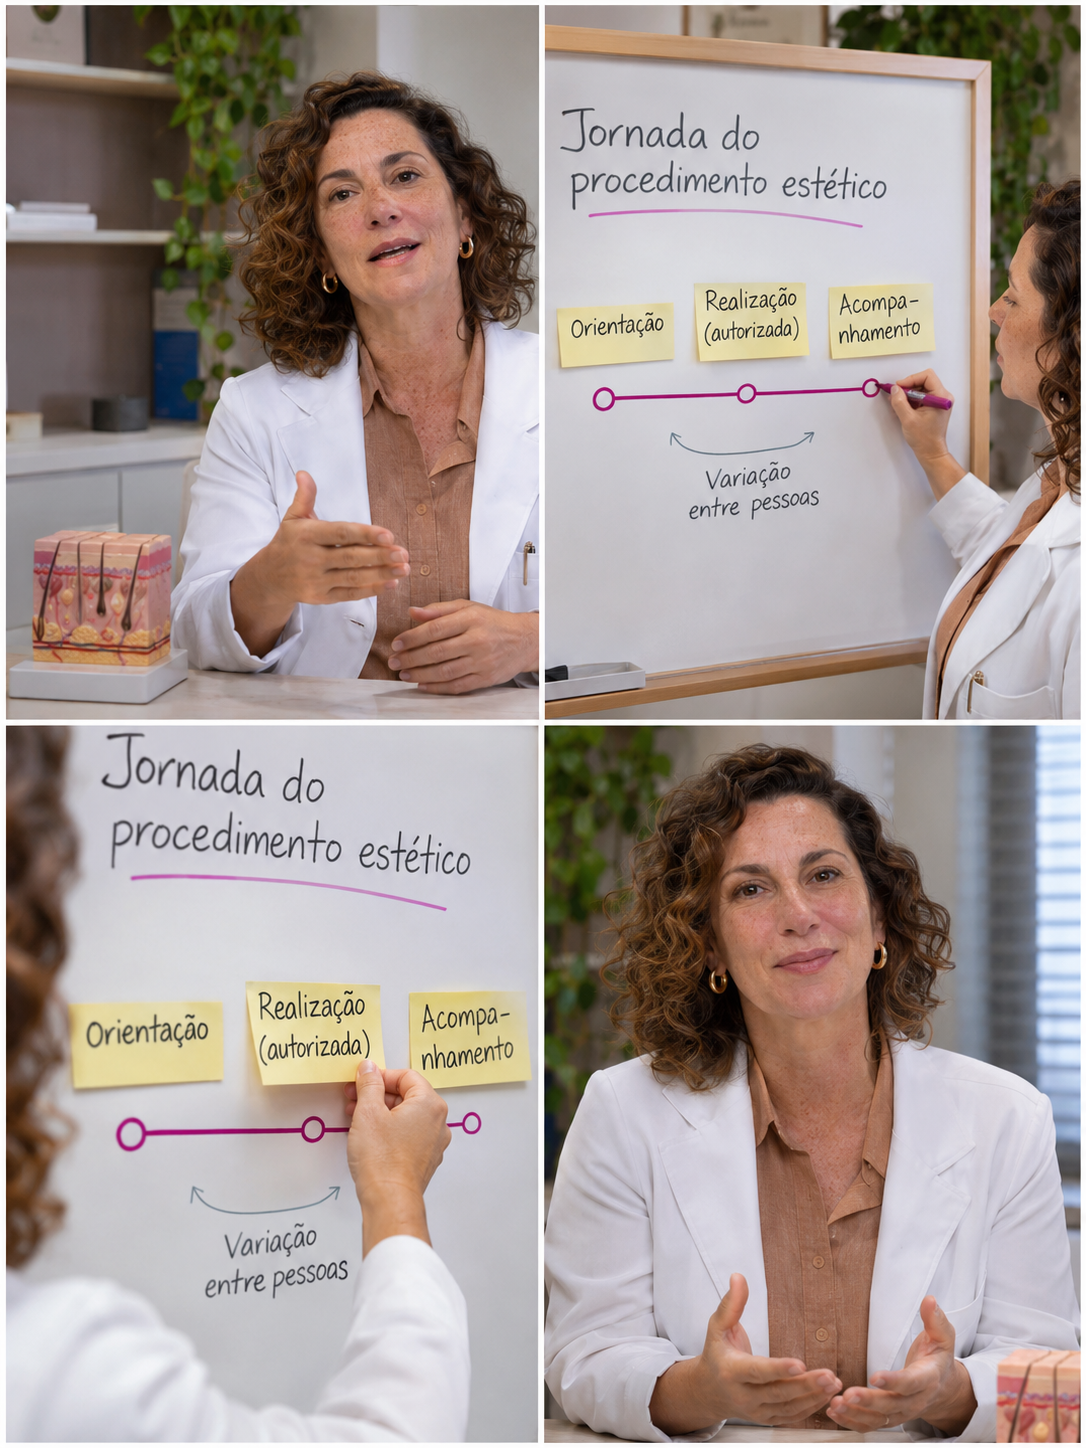 Jornada do
procedimento estético
Orientação
Realização
(autorizada)
Acompa-
nhamento
Variação
entre pessoas
Jornada do
procedimento estético
Orientação
Realização
(autorizada)
Acompa-
nhamento
Variação
entre pessoas